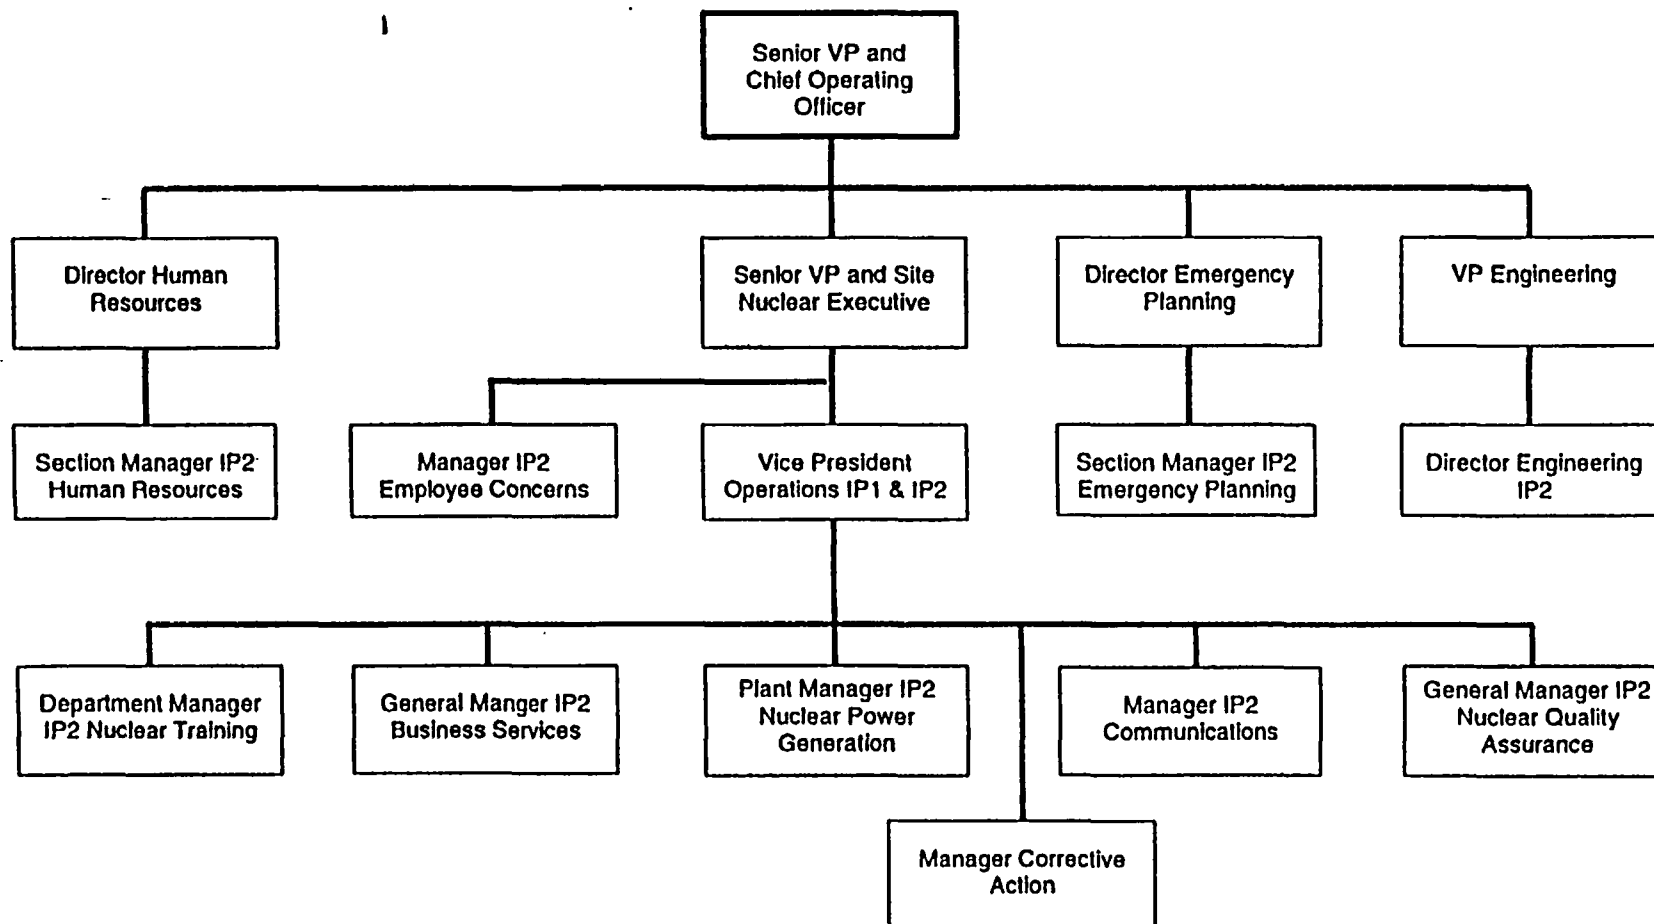 Senior VP and
Chief Operating
Officer
Director Human
Resources
Senior VP and Site
Nuclear Executive
Director Emergency
Planning
VP Engineering
Section Manager IP2
Human Resources
Manager IP2
Employee Concerns
Vice President
Operations IP1 & IP2
Section Manager IP2
Emergency Planning
Director Engineering
IP2
Department Manager
IP2 Nuclear Training
General Manger IP2
Business Services
Plant Manager IP2
Nuclear Power
Generation
Manager IP2
Communications
General Manager IP2
Nuclear Quality
Assurance
Manager Corrective
Action